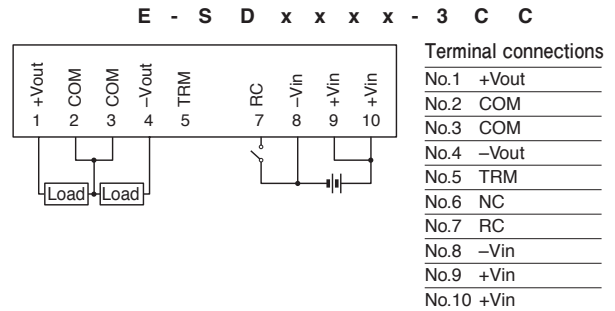 E - S D x x x x - 3 C C
+Vout COM COM –Vout TRM RC –Vin +Vin +Vin
1 2 3 4 5 7 8 9 10
Load Load
Terminal connections
No.1 +Vout
No.2 COM
No.3 COM
No.4 –Vout
No.5 TRM
No.6 NC
No.7 RC
No.8 –Vin
No.9 +Vin
No.10 +Vin